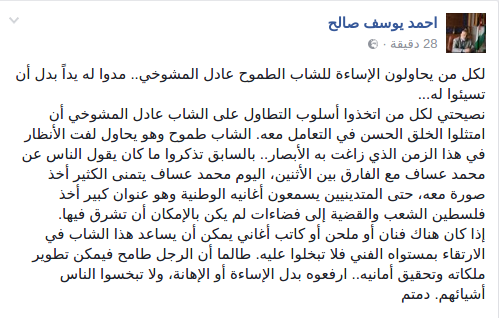 احمد يوسف صالح
28 دقيقة ·
لكل من يحاولون الإساءة للشاب الطموح عادل المشوخي.. مدوا له يداً بدل أن
تسيئوا له...
نصيحتي لكل من اتخذوا أسلوب التطاول على الشاب عادل المشوخي أن
امتثلوا الخلق الحسن في التعامل معه. الشاب طموح وهو يحاول لفت الأنظار
في هذا الزمن الذي زاغت به الأبصار.. بالسابق تذكروا ما كان يقول الناس عن
محمد عساف مع الفارق بين الأثنين، اليوم محمد عساف يتمنى الكثير أخذ
صورة معه، حتى المتدينيين يسمعون أغانيه الوطنية وهو عنوان كبير أخذ
فلسطين الشعب والقضية إلى فضاءات لم يكن بالإمكان أن تشرق فيها.
إذا كان هناك فنان أو ملحن أو كاتب أغاني يمكن أن يساعد هذا الشاب في
الارتقاء بمستواه الفني فلا تبخلوا عليه. طالما أن الرجل طامح فيمكن تطوير
ملكاته وتحقيق أمانيه.. ارفعوه بدل الإساءة أو الإهانة، ولا تبخسوا الناس
أشيائهم. دمتم